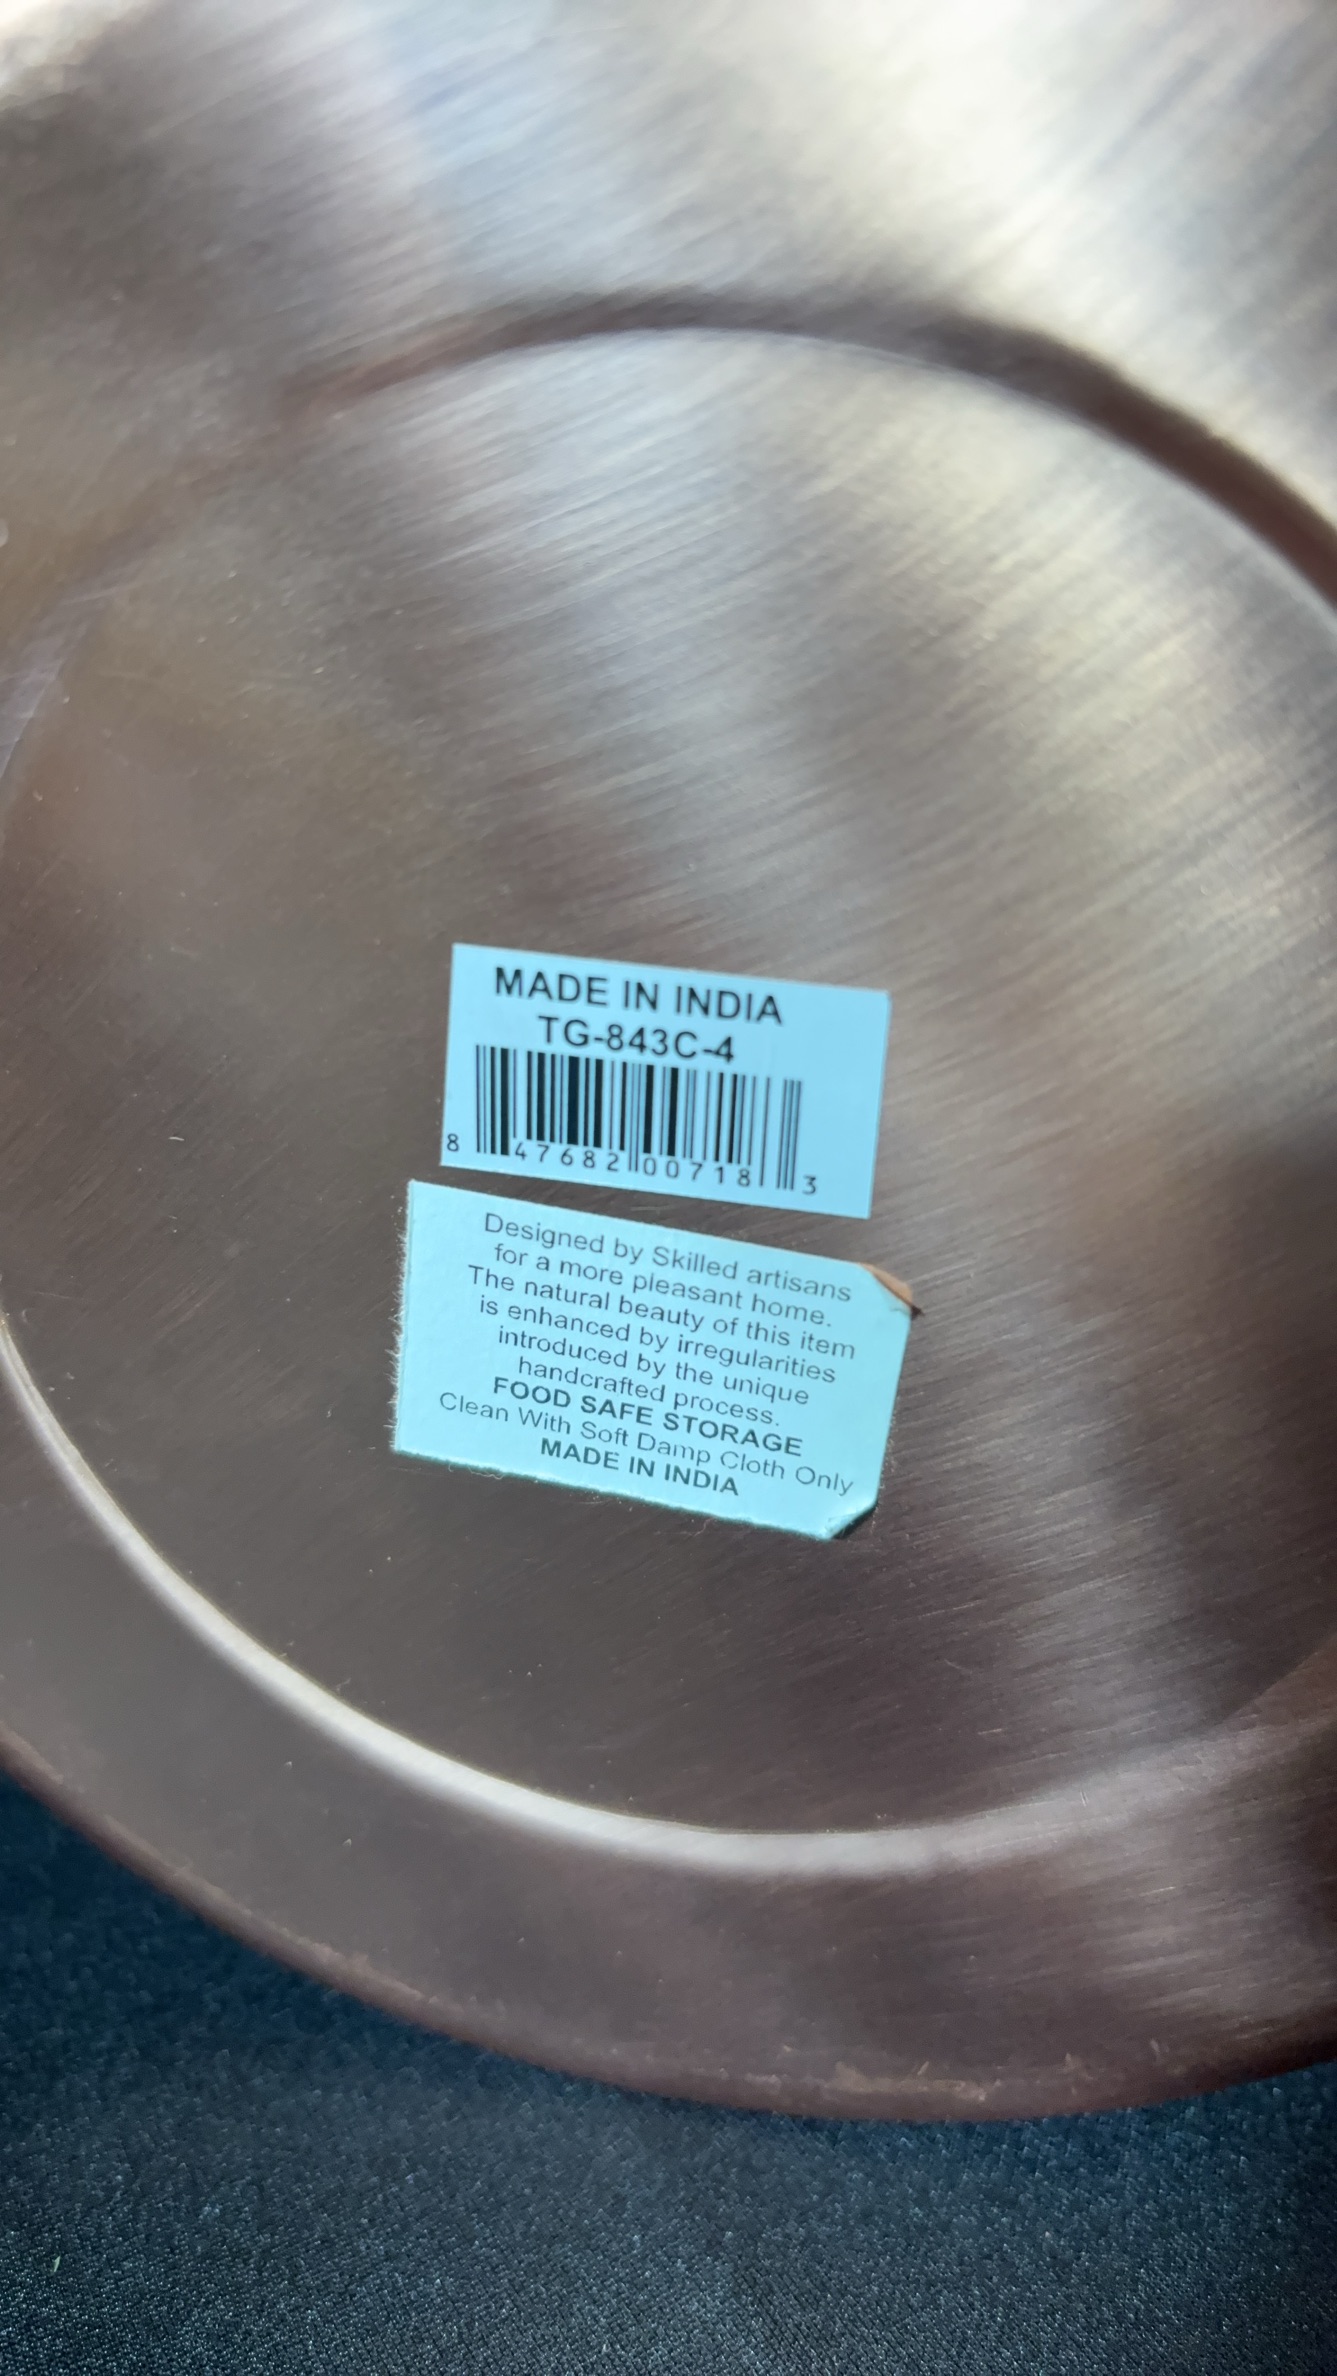 MADE IN INDIA
TG-843C-4
8 47682 00718 3
Designed by Skilled artisans
for a more pleasant home.
The natural beauty of this item
is enhanced by irregularities
introduced by the unique
handcrafted process.
FOOD SAFE STORAGE
Clean With Soft Damp Cloth Only
MADE IN INDIA